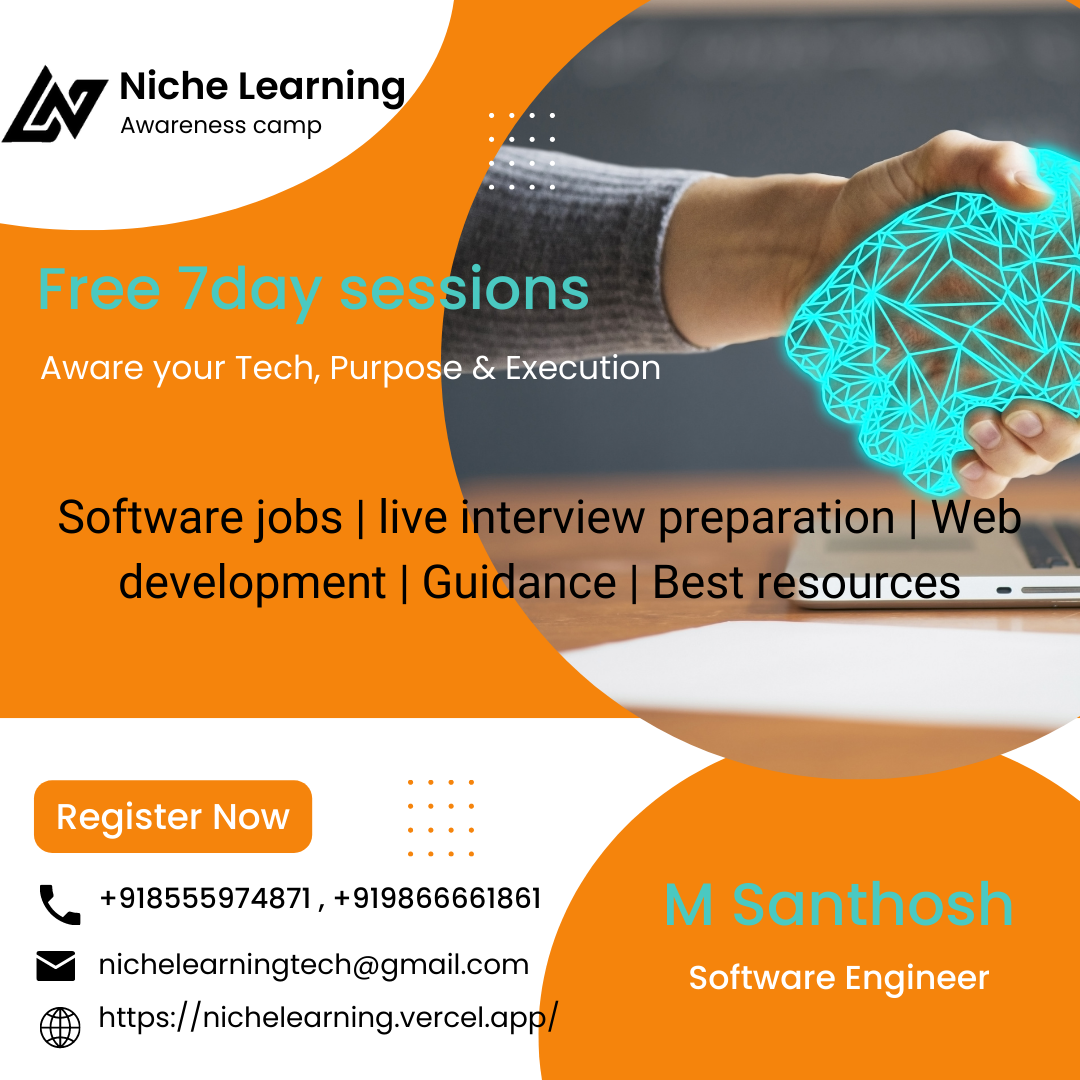 Niche Learning
Awareness camp
Free 7day sessions
Aware your Tech, Purpose & Execution
Software jobs | live interview preparation | Web
development | Guidance | Best resources
Register Now
+918555974871 , +919866661861
nichelearningtech@gmail.com
https://nichelearning.vercel.app/
M Santhosh
Software Engineer